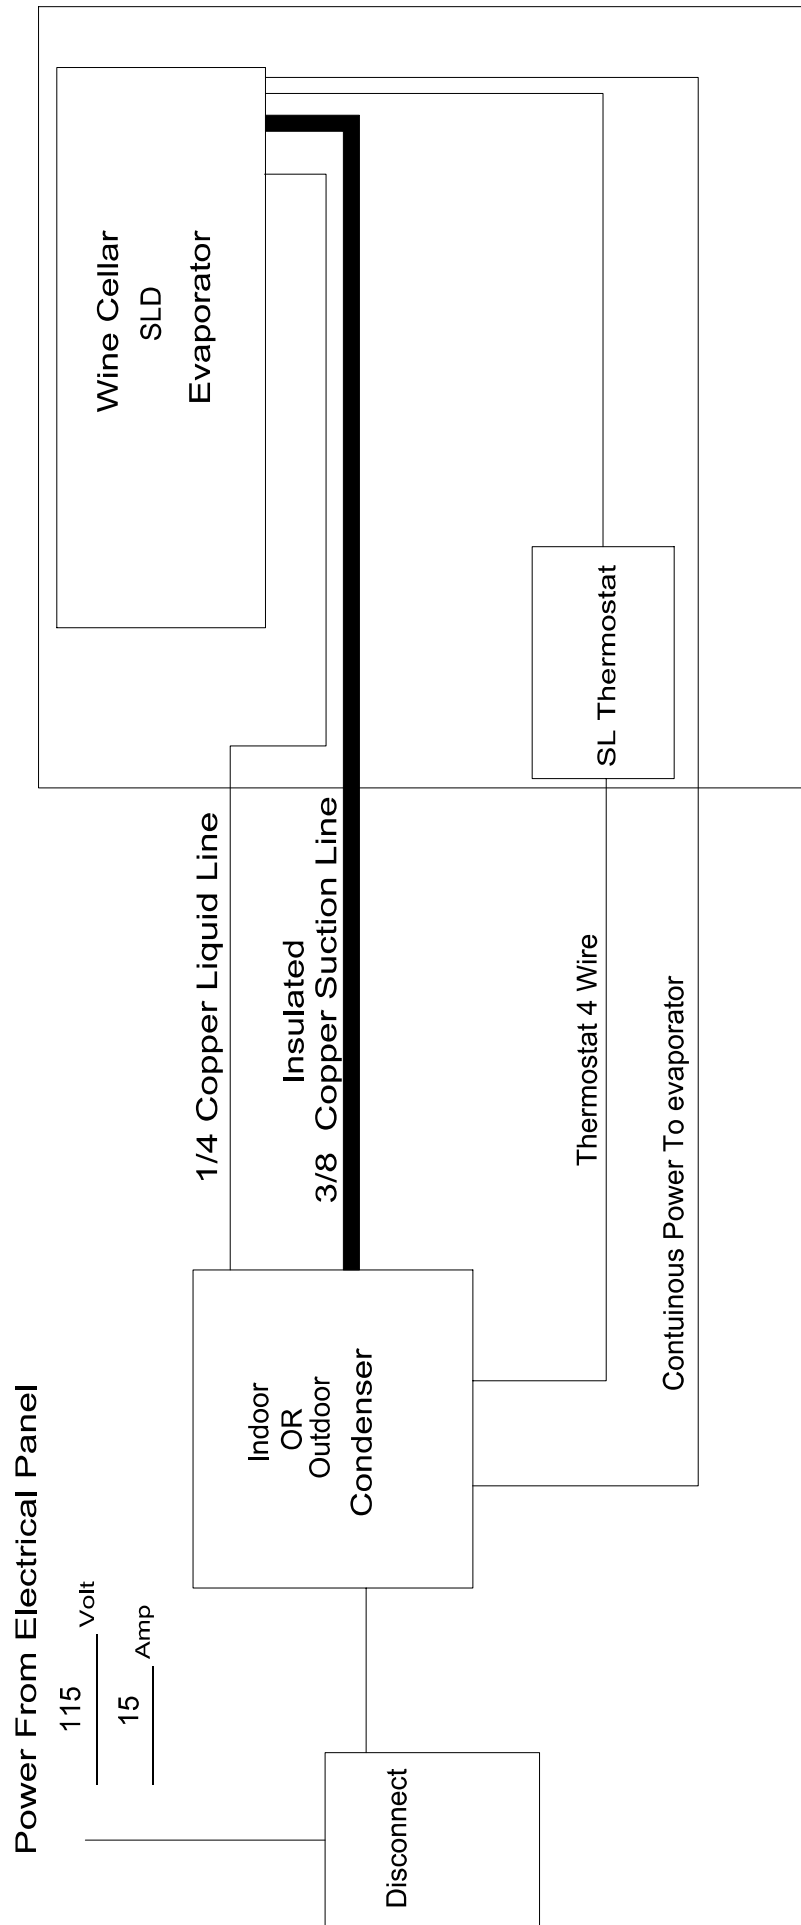 Power From Electrical Panel
115 Volt
15 Amp
Disconnect
Indoor
OR
Outdoor
Condenser
1/4 Copper Liquid Line
Insulated
3/8 Copper Suction Line
Thermostat 4 Wire
Contuinous Power To evaporator
Wine Cellar
SLD
Evaporator
SL Thermostat